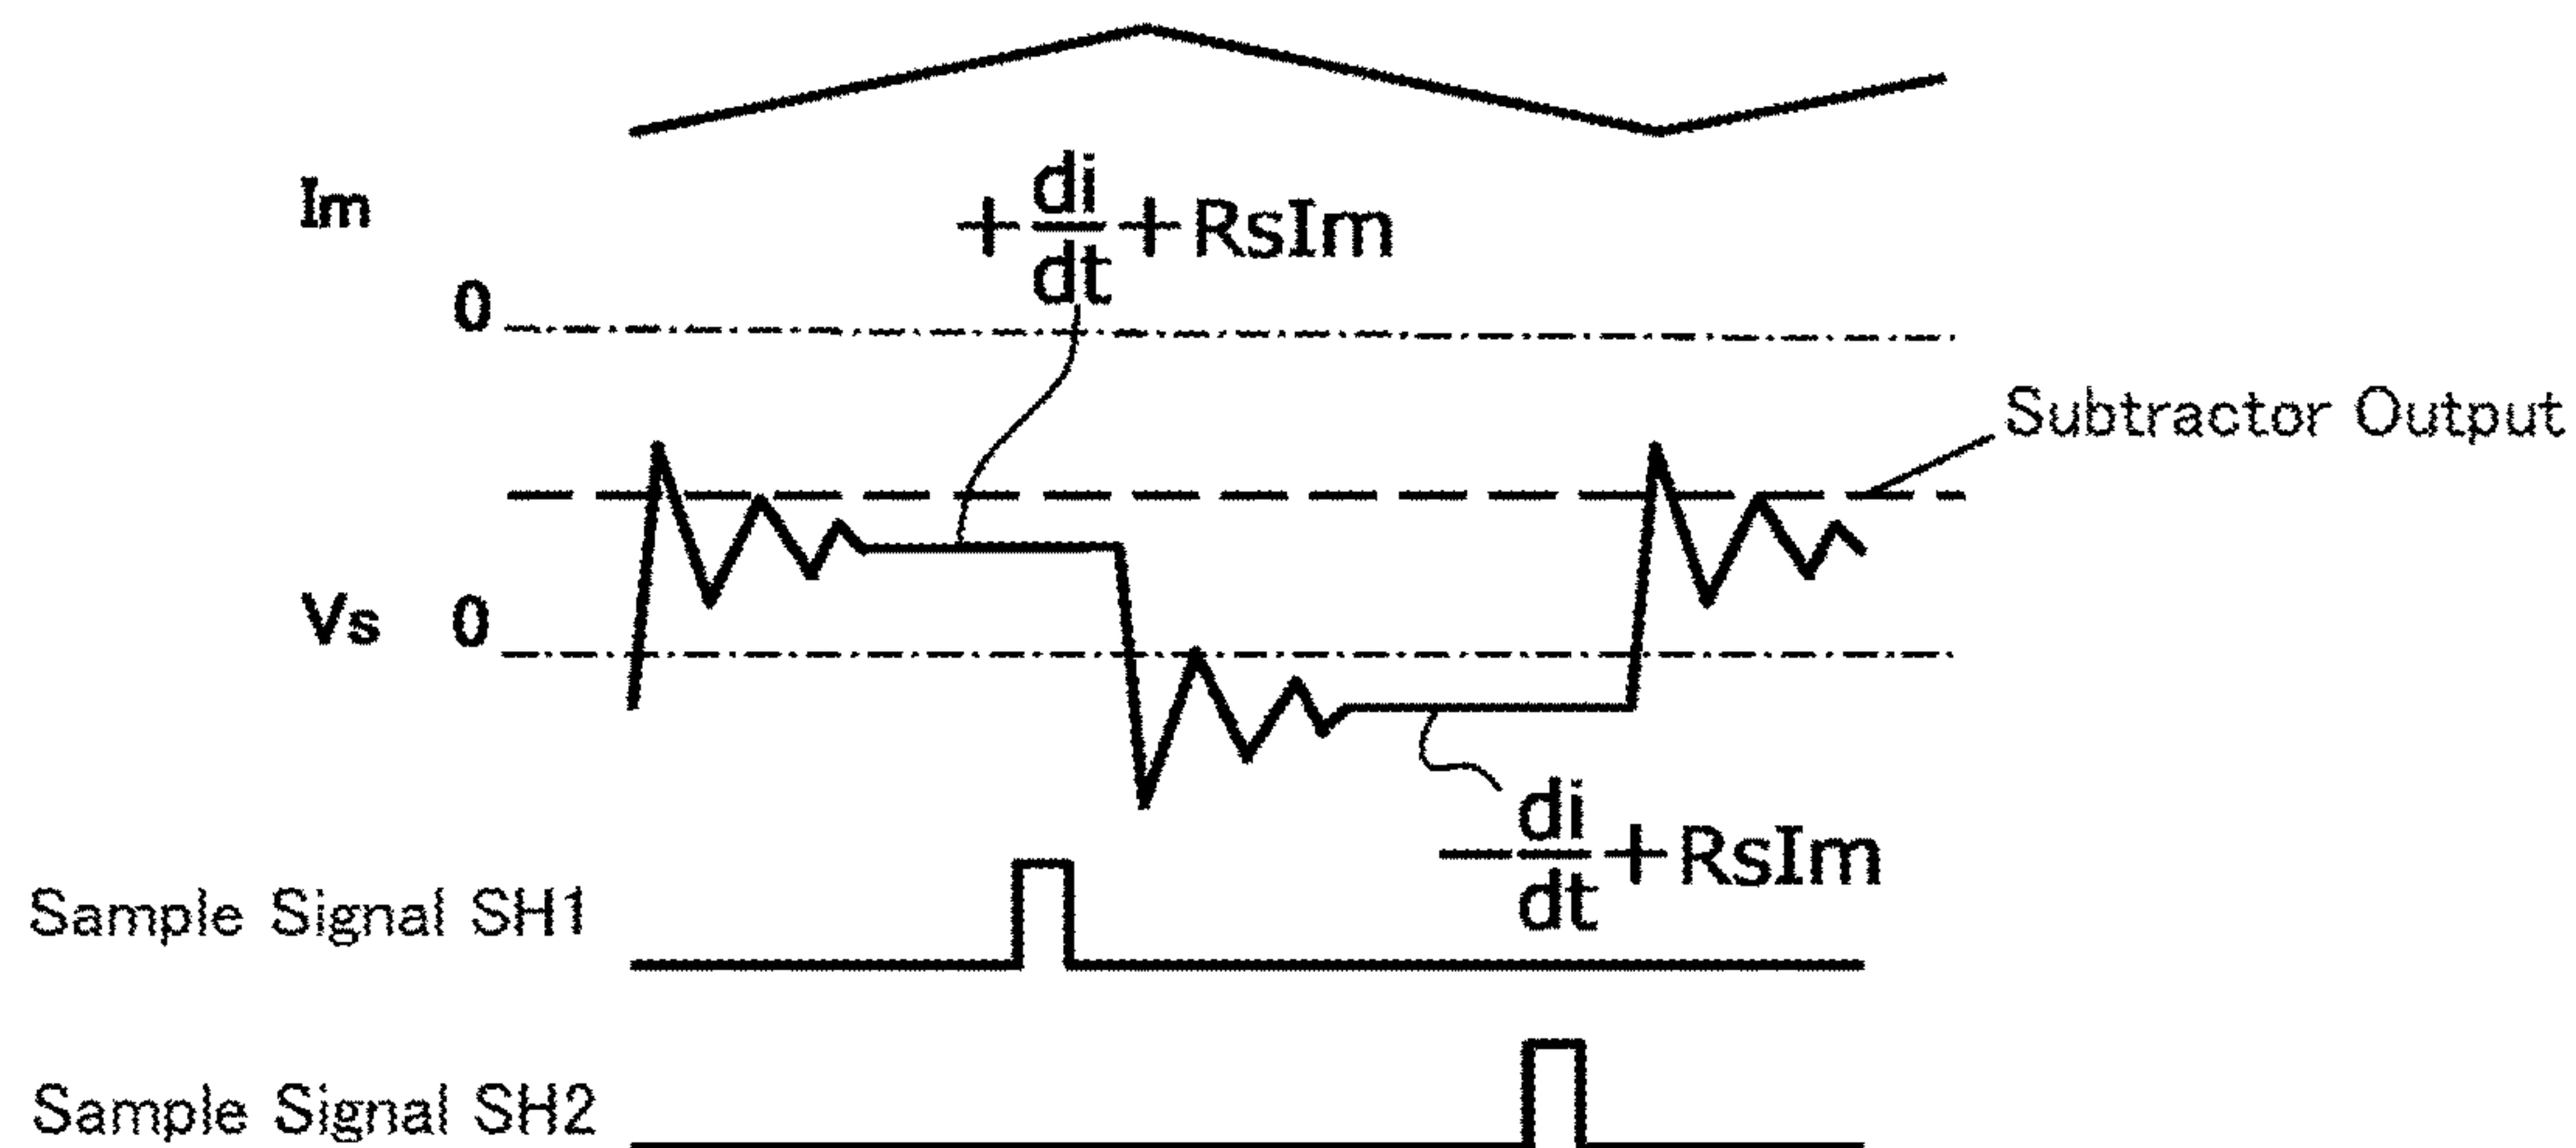 Im
+di/dt+RsIm
0
Subtractor Output
Vs 0
-di/dt+RsIm
Sample Signal SH1
Sample Signal SH2